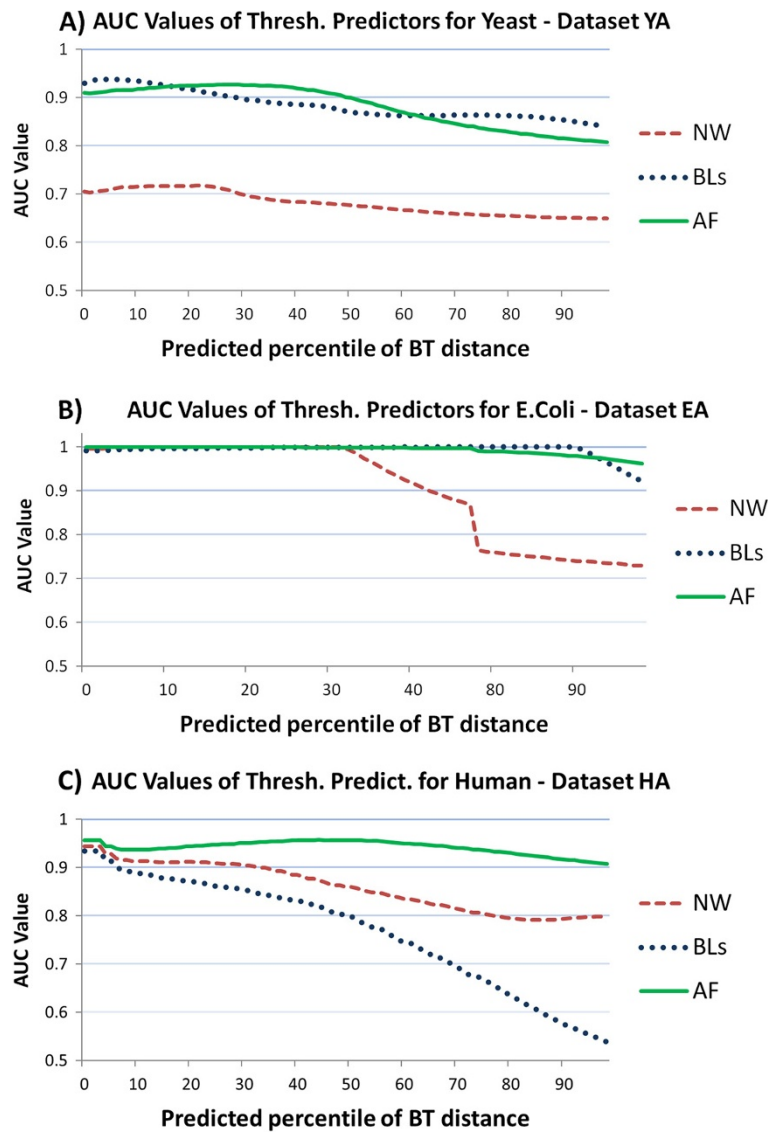 A) AUC Values of Thresh. Predictors for Yeast - Dataset YA
1
0.9
0.8
0.7
0.6
0.5
AUC Value
0 10 20 30 40 50 60 70 80 90
Predicted percentile of BT distance
NW
BLs
AF
B) AUC Values of Thresh. Predictors for E.Coli - Dataset EA
1
0.9
0.8
0.7
0.6
0.5
AUC Value
0 10 20 30 40 80 90
Predicted percentile of BT distance
NW
BLs
AF
C) AUC Values of Thresh. Predict. for Human - Dataset HA
1
0.9
0.8
0.7
0.6
0.5
AUC Value
0 10 20 30 40 50 60 70 80 90
Predicted percentile of BT distance
NW
BLs
AF